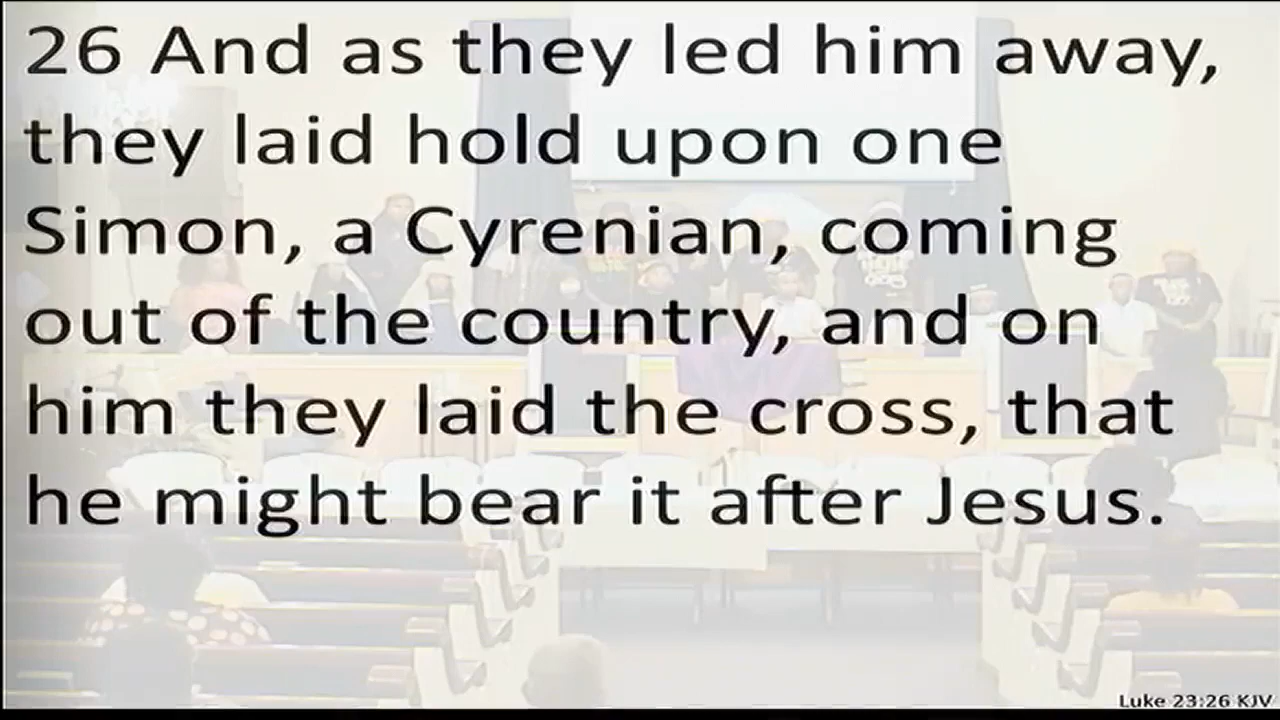 26 And as they led him away,
they laid hold upon one
Simon, a Cyrenian, coming
out of the country, and on
him they laid the cross, that
he might bear it after Jesus.
Luke 23:26 KJV